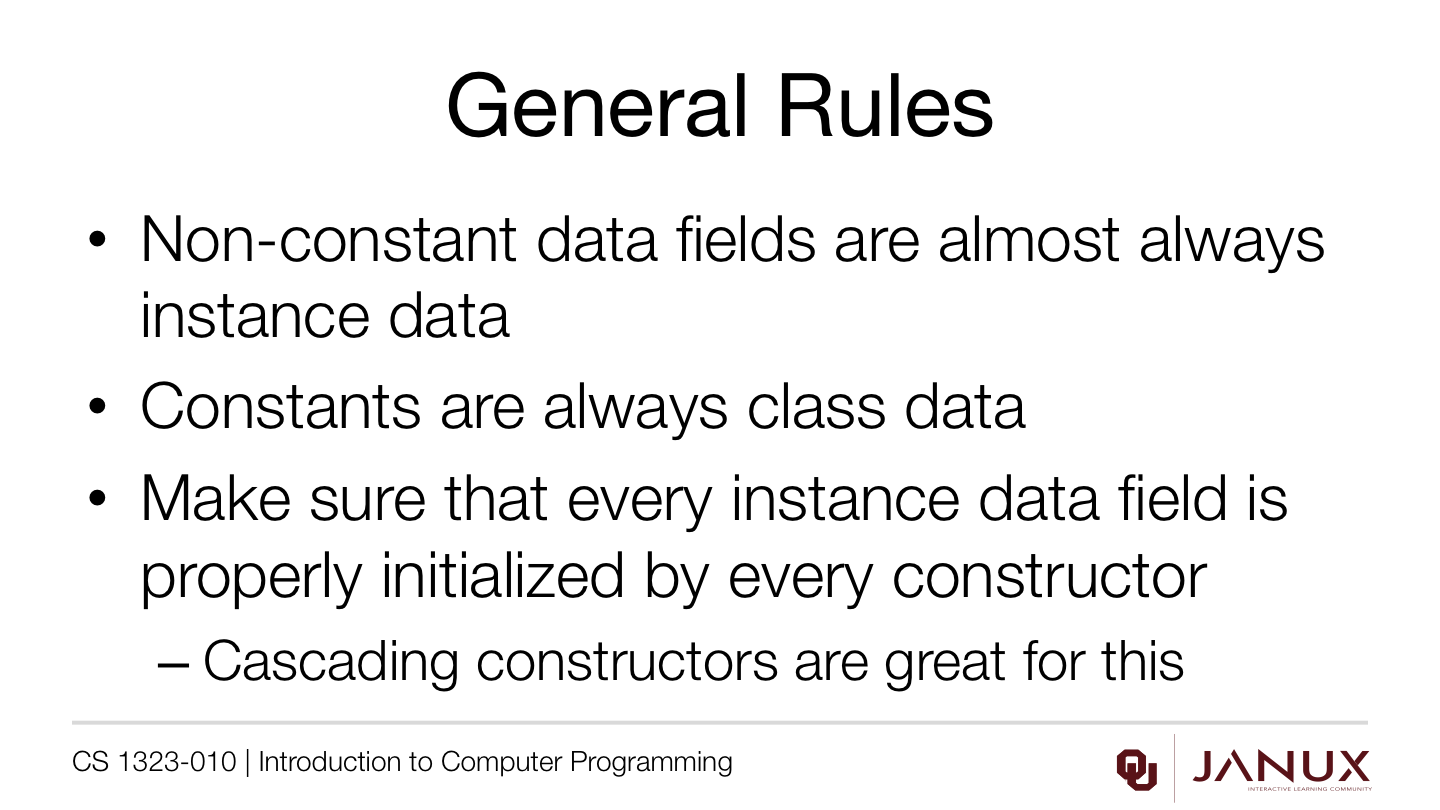 General Rules
• Non-constant data fields are almost always
instance data
• Constants are always class data
• Make sure that every instance data field is
properly initialized by every constructor
– Cascading constructors are great for this
CS 1323-010 | Introduction to Computer Programming
OU
JANUX
INTERACTIVE LEARNING COMMUNITY